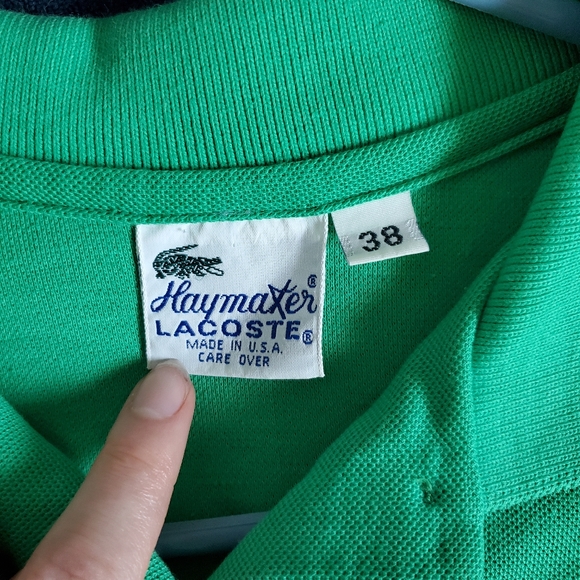 Haymaker®
LACOSTE®
MADE IN U.S.A.
CARE OVER
38